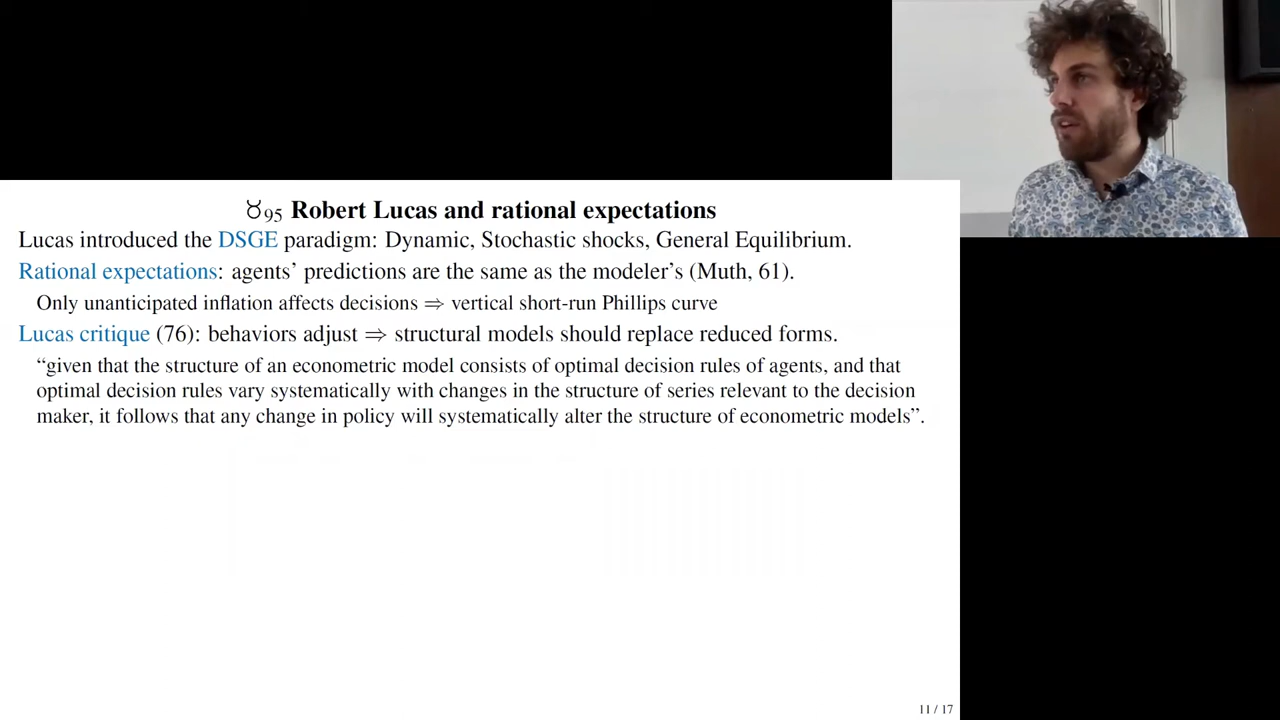 ♉95 Robert Lucas and rational expectations
Lucas introduced the DSGE paradigm: Dynamic, Stochastic shocks, General Equilibrium.
Rational expectations: agents’ predictions are the same as the modeler’s (Muth, 61).
Only unanticipated inflation affects decisions ⇒ vertical short-run Phillips curve
Lucas critique (76): behaviors adjust ⇒ structural models should replace reduced forms.
“given that the structure of an econometric model consists of optimal decision rules of agents, and that
optimal decision rules vary systematically with changes in the structure of series relevant to the decision
maker, it follows that any change in policy will systematically alter the structure of econometric models”.
11 / 17